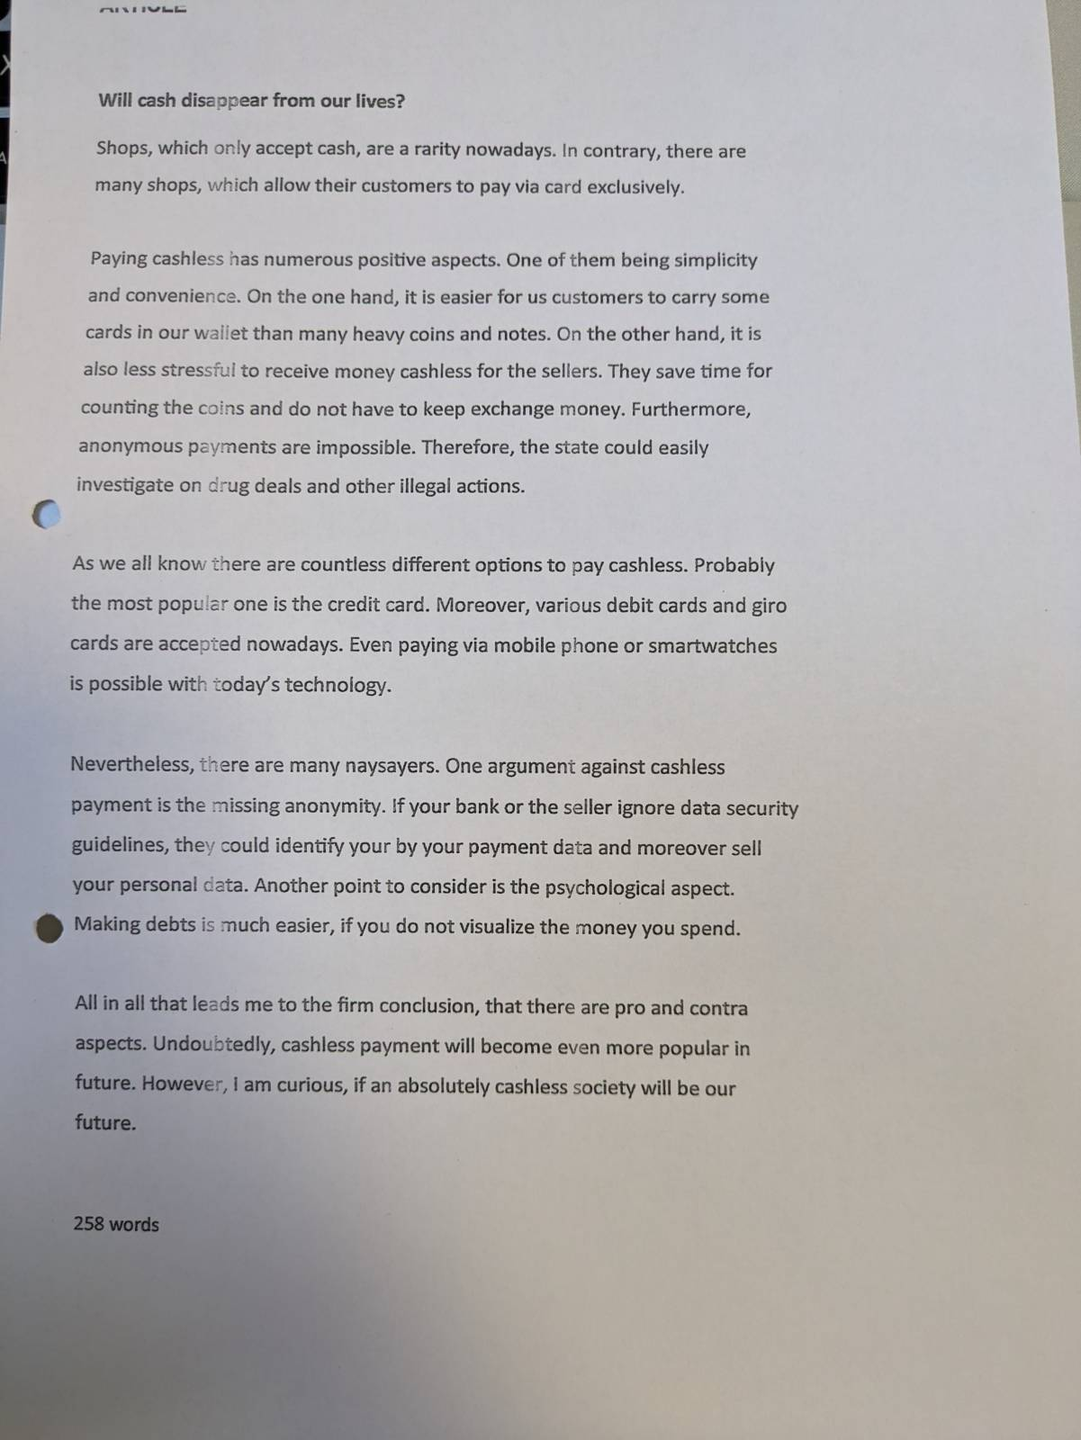 Will cash disappear from our lives?
Shops, which only accept cash, are a rarity nowadays. In contrary, there are
many shops, which allow their customers to pay via card exclusively.
Paying cashless has numerous positive aspects. One of them being simplicity
and convenience. On the one hand, it is easier for us customers to carry some
cards in our wallet than many heavy coins and notes. On the other hand, it is
also less stressful to receive money cashless for the sellers. They save time for
counting the coins and do not have to keep exchange money. Furthermore,
anonymous payments are impossible. Therefore, the state could easily
investigate on drug deals and other illegal actions.
As we all know there are countless different options to pay cashless. Probably
the most popular one is the credit card. Moreover, various debit cards and giro
cards are accepted nowadays. Even paying via mobile phone or smartwatches
is possible with today's technology.
Nevertheless, there are many naysayers. One argument against cashless
payment is the missing anonymity. If your bank or the seller ignore data security
guidelines, they could identify your by your payment data and moreover sell
your personal data. Another point to consider is the psychological aspect.
Making debts is much easier, if you do not visualize the money you spend.
All in all that leads me to the firm conclusion, that there are pro and contra
aspects. Undoubtedly, cashless payment will become even more popular in
future. However, I am curious, if an absolutely cashless society will be our
future.
258 words